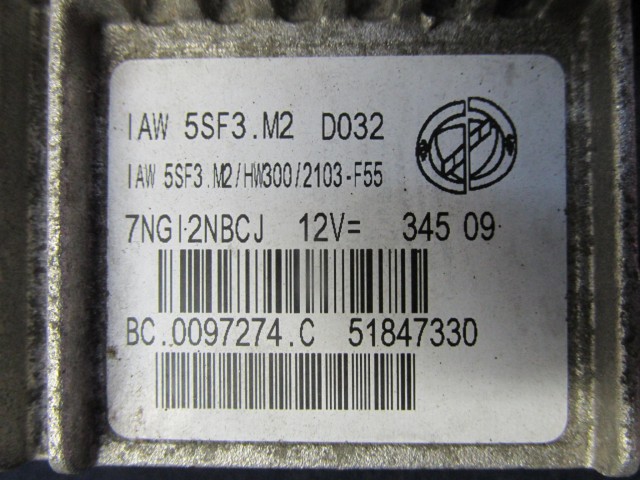 IAW 5SF3.M2 D032
IAW 5SF3.M2/HW300/2103-F55
7NGI2NBCJ 12V= 345 09
BC.0097274.C 51847330